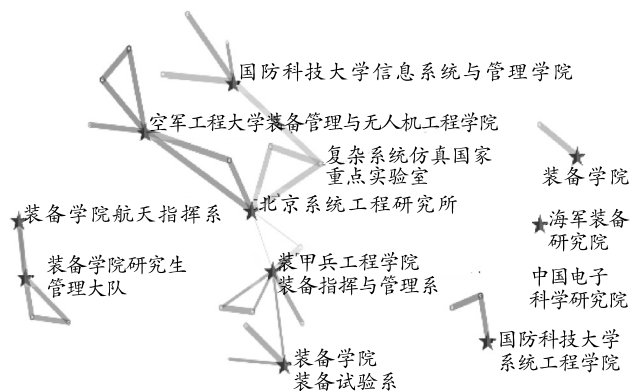 国防科技大学信息系统与管理学院
空军工程大学装备管理与无人机工程学院
复杂系统仿真国家
重点实验室
装备学院
北京系统工程研究所
装备学院航天指挥系
海军装备
研究院
装备学院研究生
管理大队
装甲兵工程学院
装备指挥与管理系
中国电子
科学研究院
国防科技大学
系统工程学院
装备学院
装备试验系